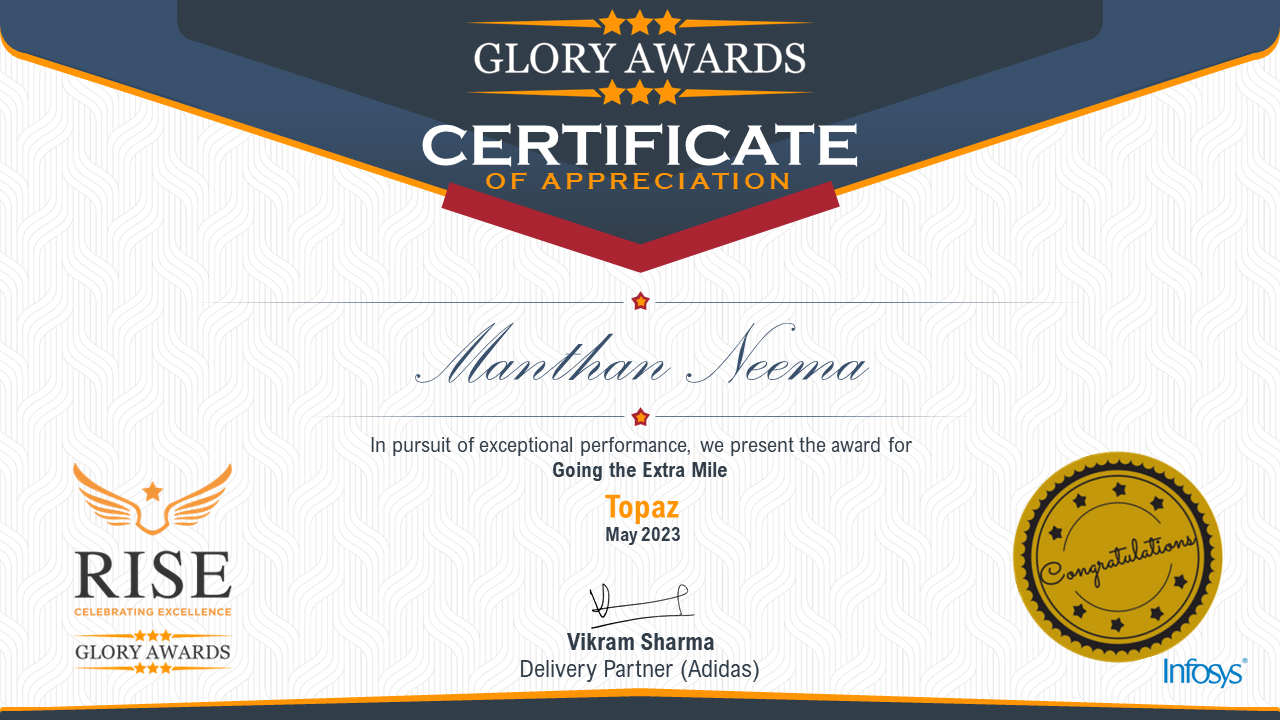 GLORY AWARDS
CERTIFICATE
OF APPRECIATION
Manthan Neema
In pursuit of exceptional performance, we present the award for
Going the Extra Mile
Topaz
May 2023
Vikram Sharma
Delivery Partner (Adidas)
RISE
CELEBRATING EXCELLENCE
GLORY AWARDS
Congratulations
Infosys®